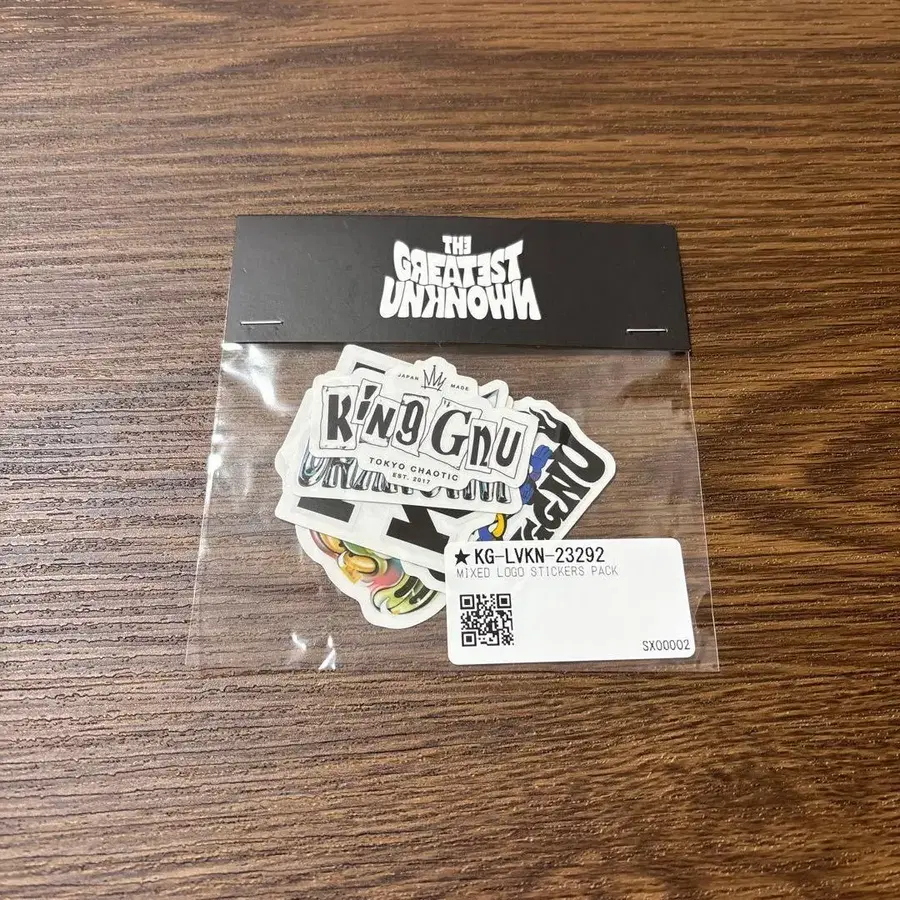 THE
GREATEST
UNKNOWN
JAPAN MADE
King Gnu
TOKYO CHAOTIC
EST. 2017
GNU
★KG-LVKN-23292
MIXED LOGO STICKERS PACK
SX00002